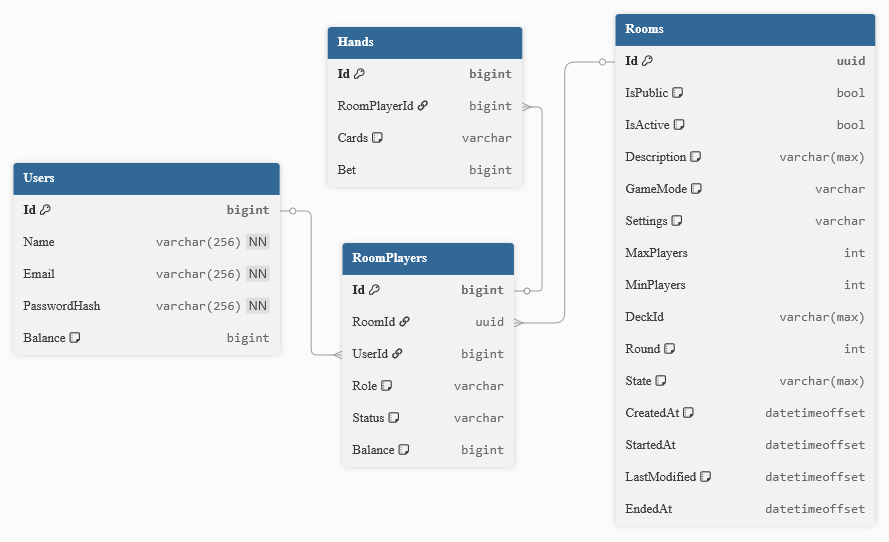 Users
Id bigint
Name varchar(256) NN
Email varchar(256) NN
PasswordHash varchar(256) NN
Balance bigint
Hands
Id bigint
RoomPlayerId bigint
Cards varchar
Bet bigint
RoomPlayers
Id bigint
RoomId uuid
UserId bigint
Role varchar
Status varchar
Balance bigint
Rooms
Id uuid
IsPublic bool
IsActive bool
Description varchar(max)
GameMode varchar
Settings varchar
MaxPlayers int
MinPlayers int
DeckId varchar(max)
Round int
State varchar(max)
CreatedAt datetimeoffset
StartedAt datetimeoffset
LastModified datetimeoffset
EndedAt datetimeoffset